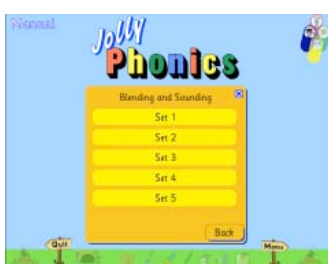 Manual
Jolly
Phonics
Blending and Sounding
Set 1
Set 2
Set 3
Set 4
Set 5
Back
Quit
Menu